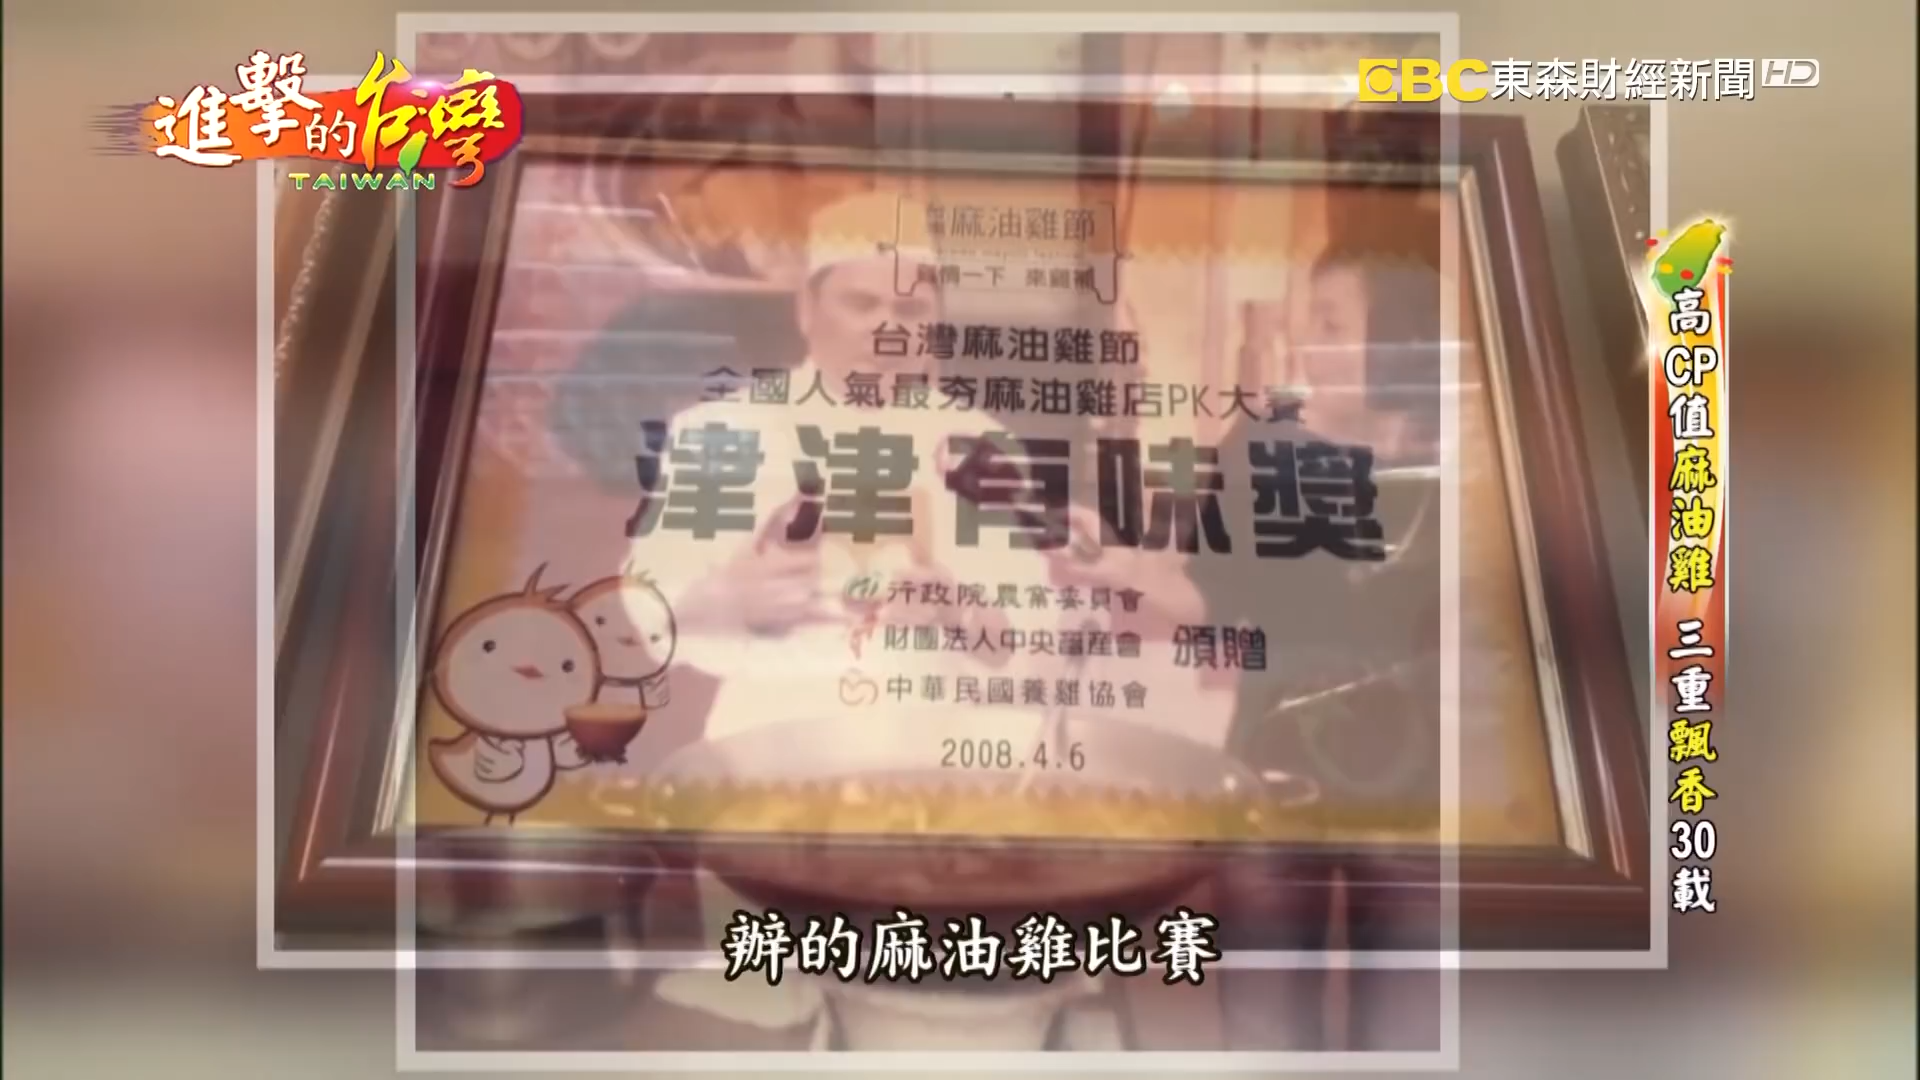 進擊的台灣
TAIWAN
EBC東森財經新聞HD
麻油雞節
台灣麻油雞節
全國人氣最夯麻油雞店PK大賽
津津有味獎
行政院農業委員會
財團法人中央畜產會 頒贈
中華民國養雞協會
2008.4.6
高CP值麻油雞 三重飄香30載
辦的麻油雞比賽